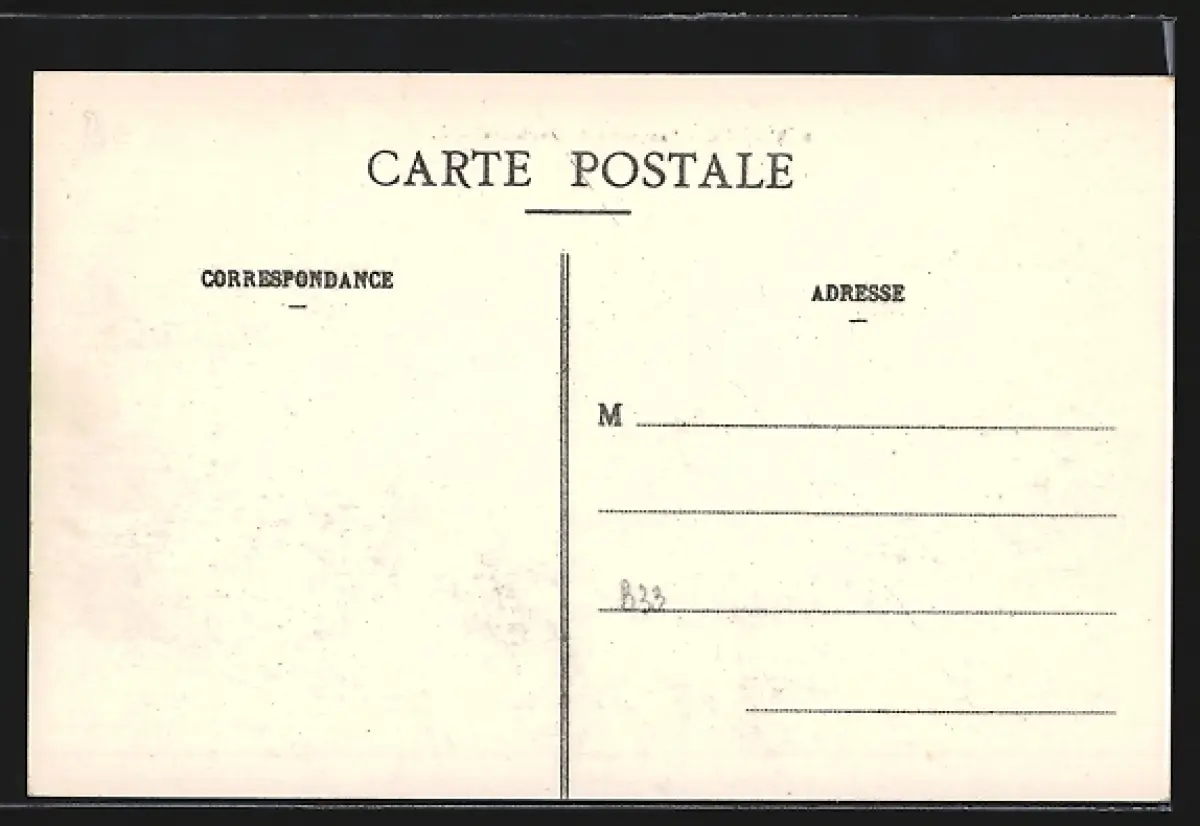 CARTE POSTALE
CORRESPONDANCE
ADRESSE
M
B33